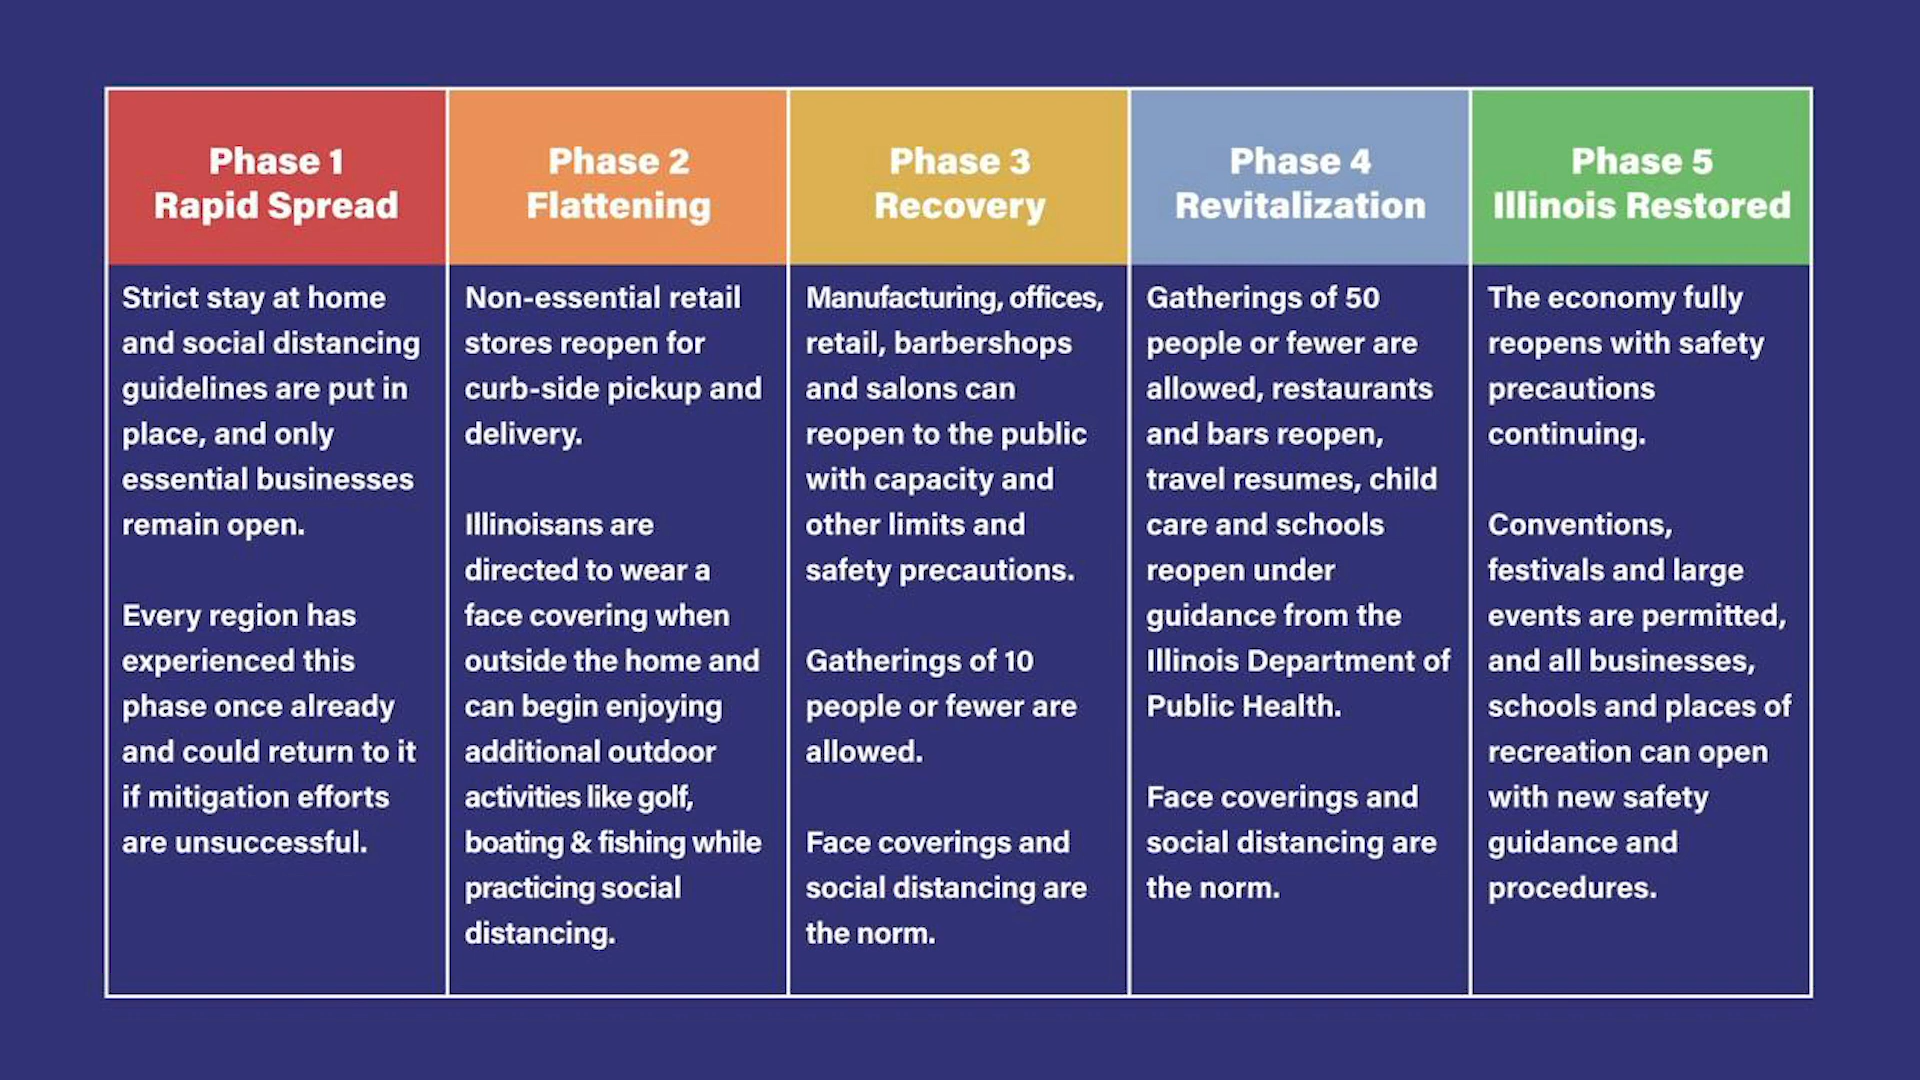 Phase 1
Rapid Spread
Strict stay at home
and social distancing
guidelines are put in
place, and only
essential businesses
remain open.
Every region has
experienced this
phase once already
and could return to it
if mitigation efforts
are unsuccessful.
Phase 2
Flattening
Non-essential retail
stores reopen for
curb-side pickup and
delivery.
Illinoisans are
directed to wear a
face covering when
outside the home and
can begin enjoying
additional outdoor
activities like golf,
boating & fishing while
practicing social
distancing.
Phase 3
Recovery
Manufacturing, offices,
retail, barbershops
and salons can
reopen to the public
with capacity and
other limits and
safety precautions.
Gatherings of 10
people or fewer are
allowed.
Face coverings and
social distancing are
the norm.
Phase 4
Revitalization
Gatherings of 50
people or fewer are
allowed, restaurants
and bars reopen,
travel resumes, child
care and schools
reopen under
guidance from the
Illinois Department of
Public Health.
Face coverings and
social distancing are
the norm.
Phase 5
Illinois Restored
The economy fully
reopens with safety
precautions
continuing.
Conventions,
festivals and large
events are permitted,
and all businesses,
schools and places of
recreation can open
with new safety
guidance and
procedures.